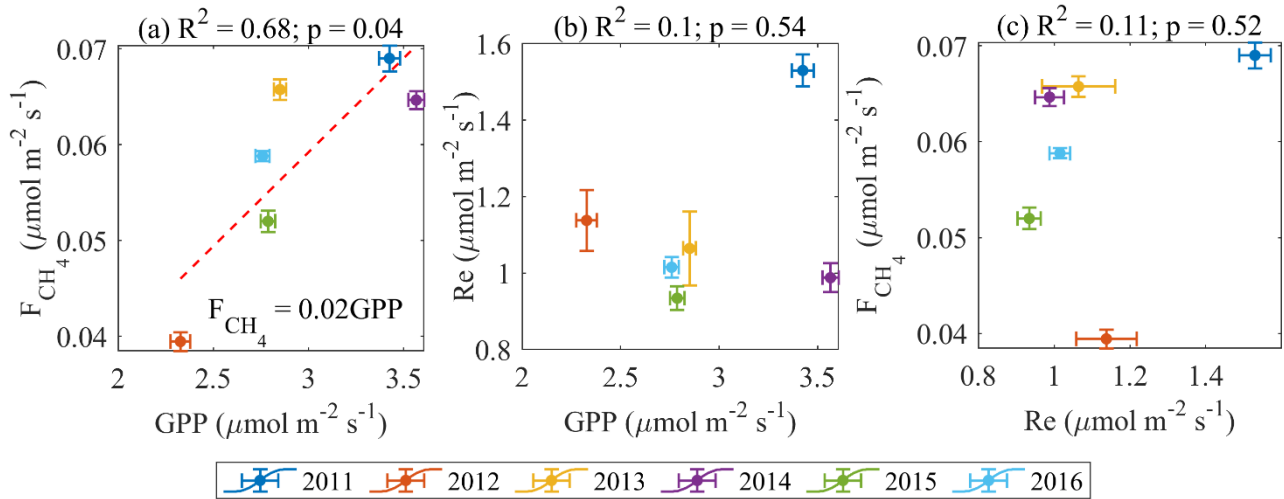 (a) R² = 0.68; p = 0.04
F_CH₄ (μmol m⁻² s⁻¹)
0.07
0.06
0.05
0.04
F_CH₄ = 0.02GPP
2
2.5
3
3.5
GPP (μmol m⁻² s⁻¹)
(b) R² = 0.1; p = 0.54
Re (μmol m⁻² s⁻¹)
1.6
1.4
1.2
1
0.8
2
2.5
3
3.5
GPP (μmol m⁻² s⁻¹)
(c) R² = 0.11; p = 0.52
F_CH₄ (μmol m⁻² s⁻¹)
0.07
0.06
0.05
0.04
0.8
1
1.2
1.4
Re (μmol m⁻² s⁻¹)
2011 2012 2013 2014 2015 2016